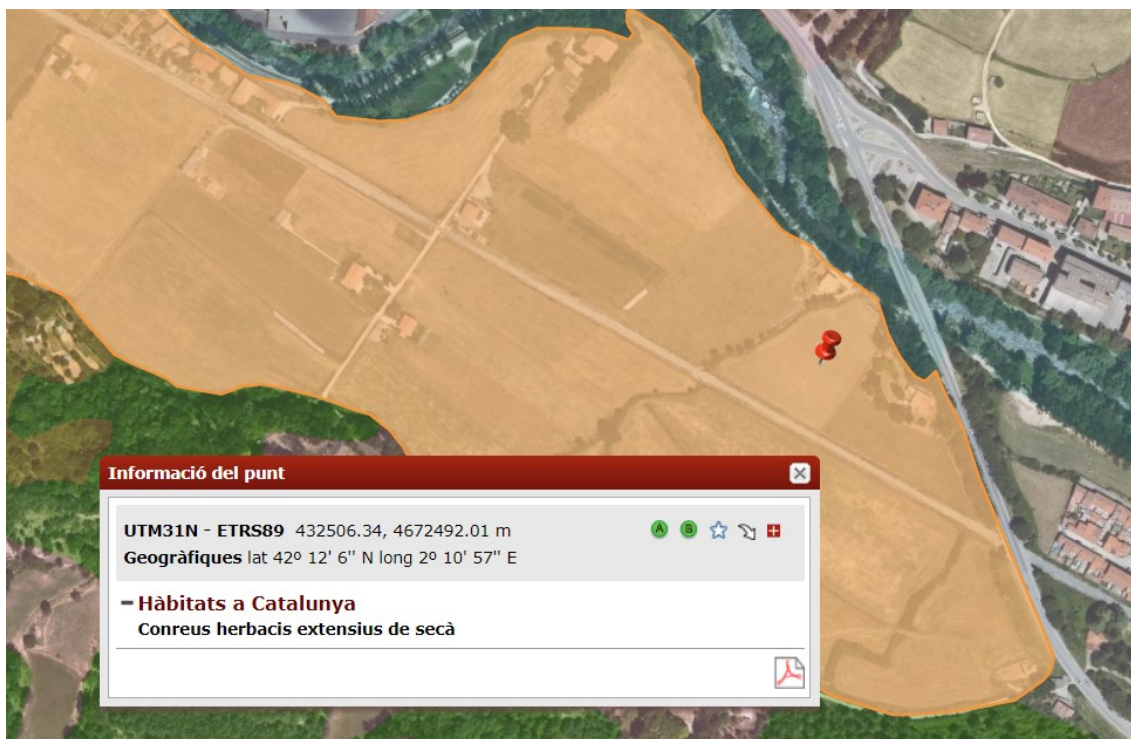 Informació del punt
UTM31N - ETRS89 432506.34, 4672492.01 m
A B
Geogràfiques lat 42º 12' 6'' N long 2º 10' 57'' E
Hàbitats a Catalunya
Conreus herbacis extensius de secà